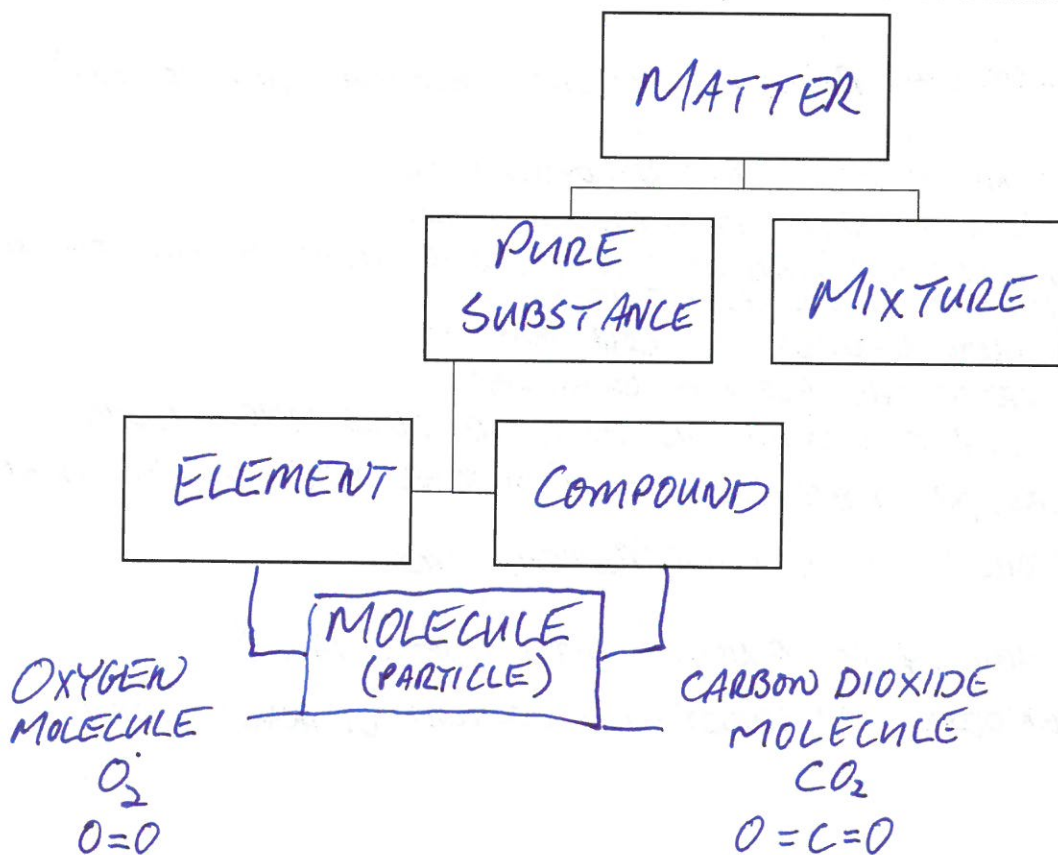 MATTER
PURE
SUBSTANCE
MIXTURE
ELEMENT
COMPOUND
MOLECULE
(PARTICLE)
OXYGEN
MOLECULE
O₂
O=O
CARBON DIOXIDE
MOLECULE
CO₂
O=C=O